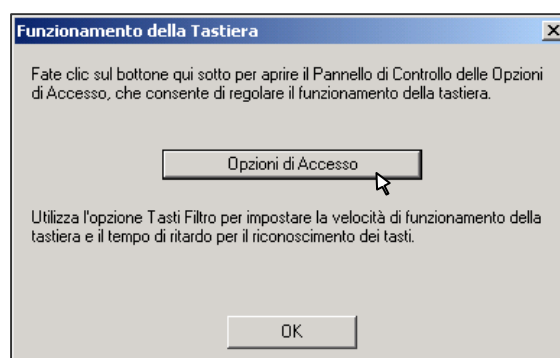 Funzionamento della Tastiera
Fate clic sul bottone qui sotto per aprire il Pannello di Controllo delle Opzioni
di Accesso, che consente di regolare il funzionamento della tastiera.
Opzioni di Accesso
Utilizza l'opzione Tasti Filtro per impostare la velocità di funzionamento della
tastiera e il tempo di ritardo per il riconoscimento dei tasti.
OK